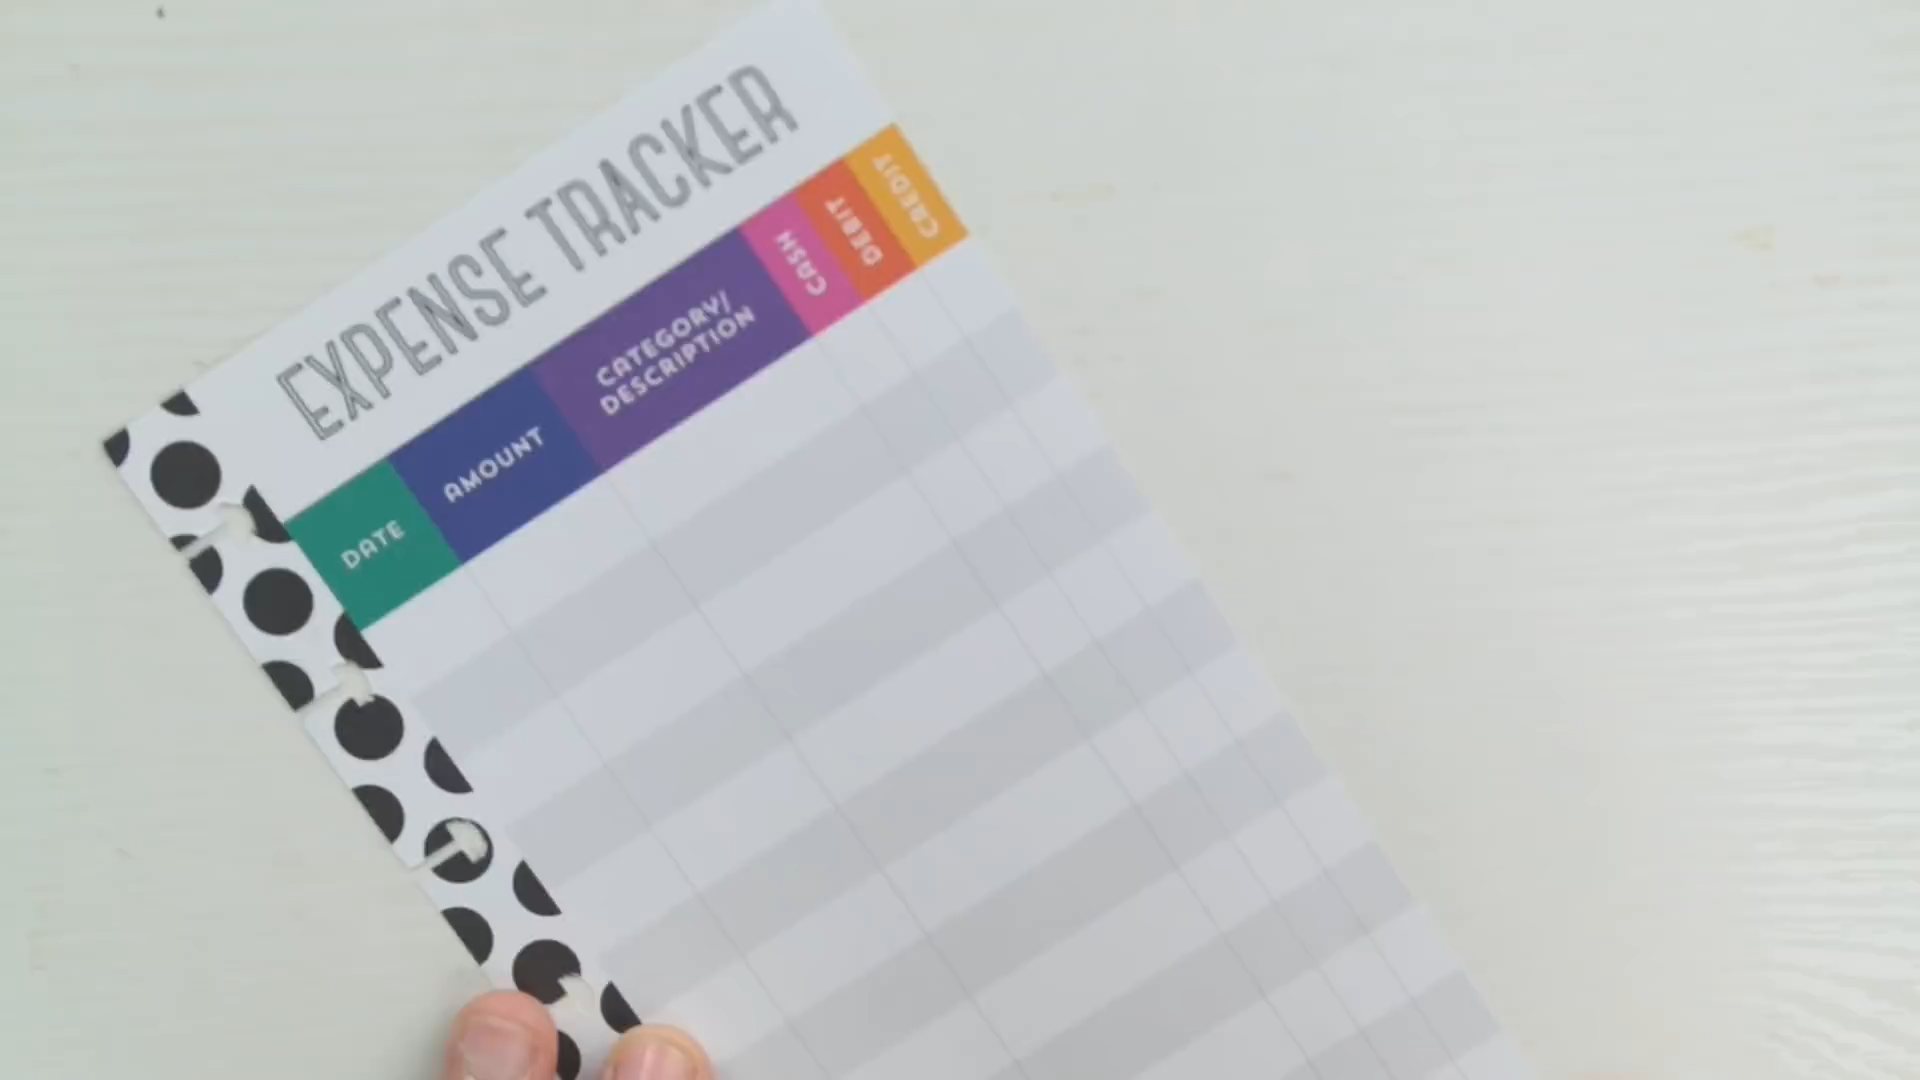 EXPENSE TRACKER
DATE
AMOUNT
CATEGORY/
DESCRIPTION
CASH
DEBIT
CREDIT